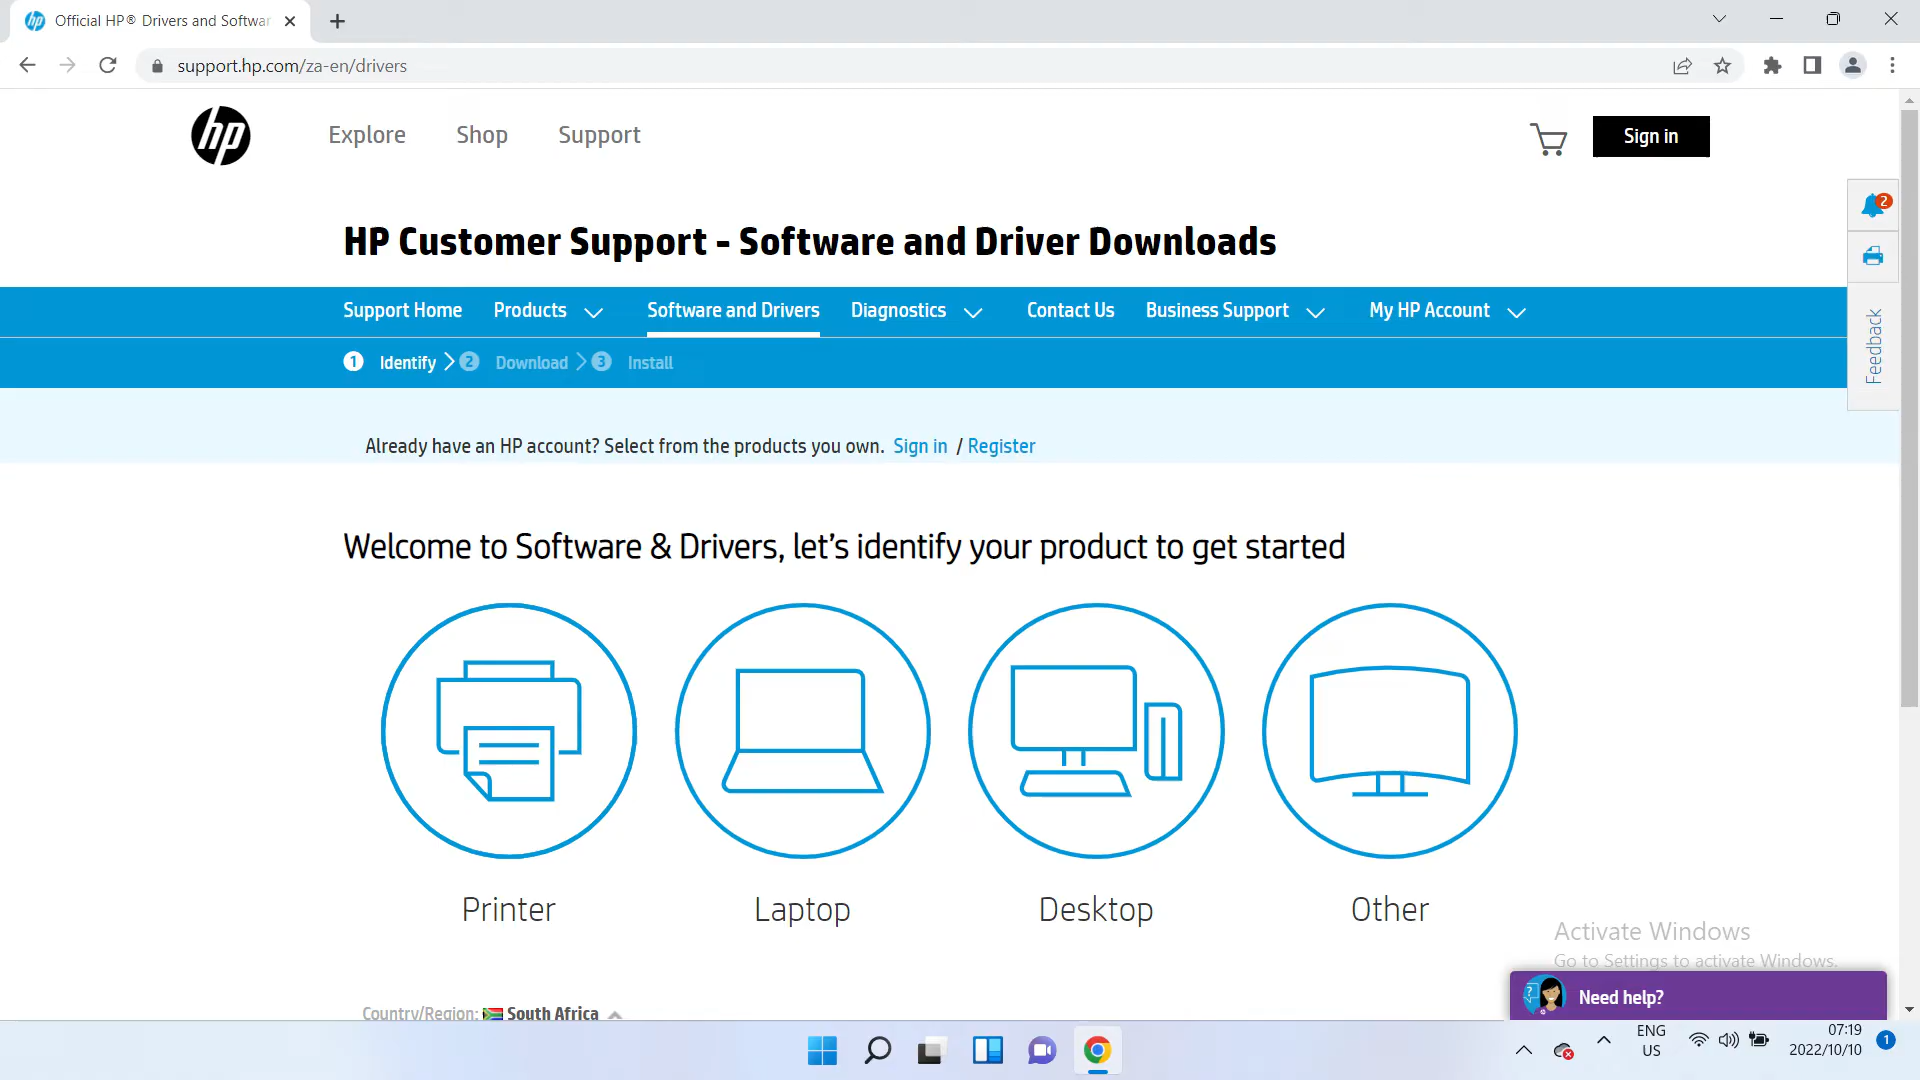 Official HP® Drivers and Softwar
support.hp.com/za-en/drivers
hp
Explore
Shop
Support
Sign in
2
HP Customer Support - Software and Driver Downloads
Support Home
Products
Software and Drivers
Diagnostics
Contact Us
Business Support
My HP Account
Feedback
1 Identify
2 Download
3 Install
Already have an HP account? Select from the products you own. Sign in / Register
Welcome to Software & Drivers, let's identify your product to get started
Printer
Laptop
Desktop
Other
Activate Windows
Go to Settings to activate Windows.
Need help?
Country/Region: South Africa
ENG
US
07:19
2022/10/10
1